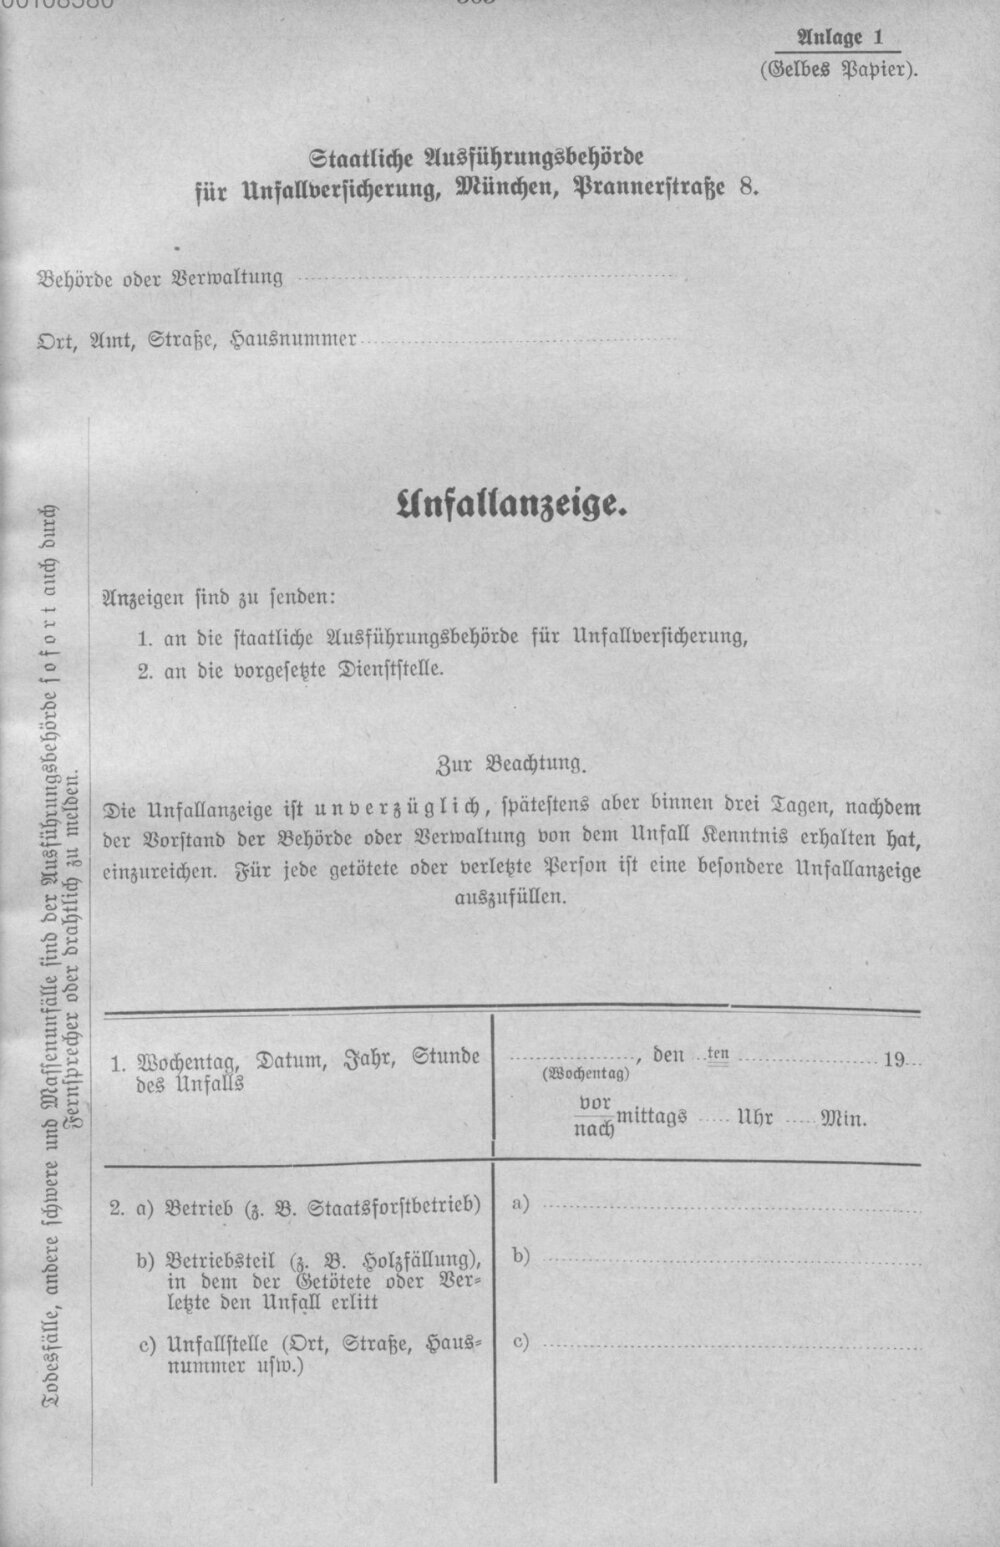 Anlage 1
(Gelbes Papier).
Staatliche Ausführungsbehörde
für Unfallversicherung, München, Prannerstraße 8.
Behörde oder Verwaltung
Ort, Amt, Straße, Hausnummer
Todesfälle, andere schwere und Massenunfälle sind der Ausführungsbehörde sofort auch durch
Fernsprecher oder drahtlich zu melden.
Unfallanzeige.
Anzeigen sind zu senden:
1. an die staatliche Ausführungsbehörde für Unfallversicherung,
2. an die vorgesetzte Dienststelle.
Zur Beachtung.
Die Unfallanzeige ist unverzüglich, spätestens aber binnen drei Tagen, nachdem
der Vorstand der Behörde oder Verwaltung von dem Unfall Kenntnis erhalten hat,
einzureichen. Für jede getötete oder verletzte Person ist eine besondere Unfallanzeige
auszufüllen.
1. Wochentag, Datum, Jahr, Stunde
des Unfalls
, den ten 19
(Wochentag)
vor
nach mittags Uhr Min.
2. a) Betrieb (z. B. Staatsforstbetrieb)
a)
b) Betriebsteil (z. B. Holzfällung),
in dem der Getötete oder Ver-
letzte den Unfall erlitt
b)
c) Unfallstelle (Ort, Straße, Haus-
nummer usw.)
c)